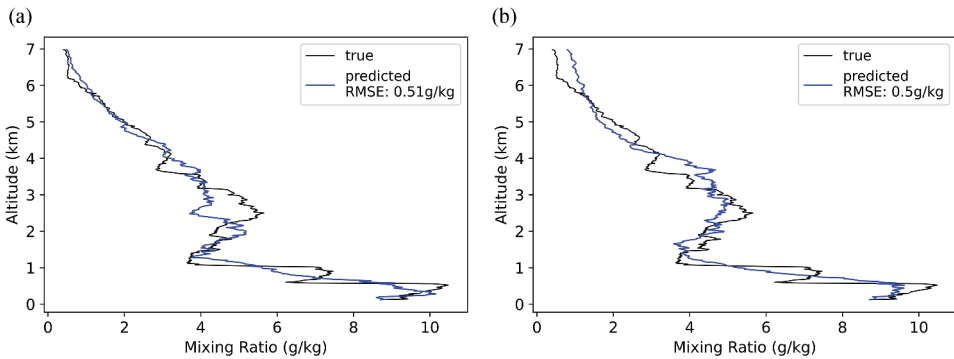 (a)
7
6
5
4
3
2
1
0
Altitude (km)
0 2 4 6 8 10
Mixing Ratio (g/kg)
true
predicted
RMSE: 0.51g/kg
(b)
7
6
5
4
3
2
1
0
Altitude (km)
0 2 4 6 8 10
Mixing Ratio (g/kg)
true
predicted
RMSE: 0.5g/kg